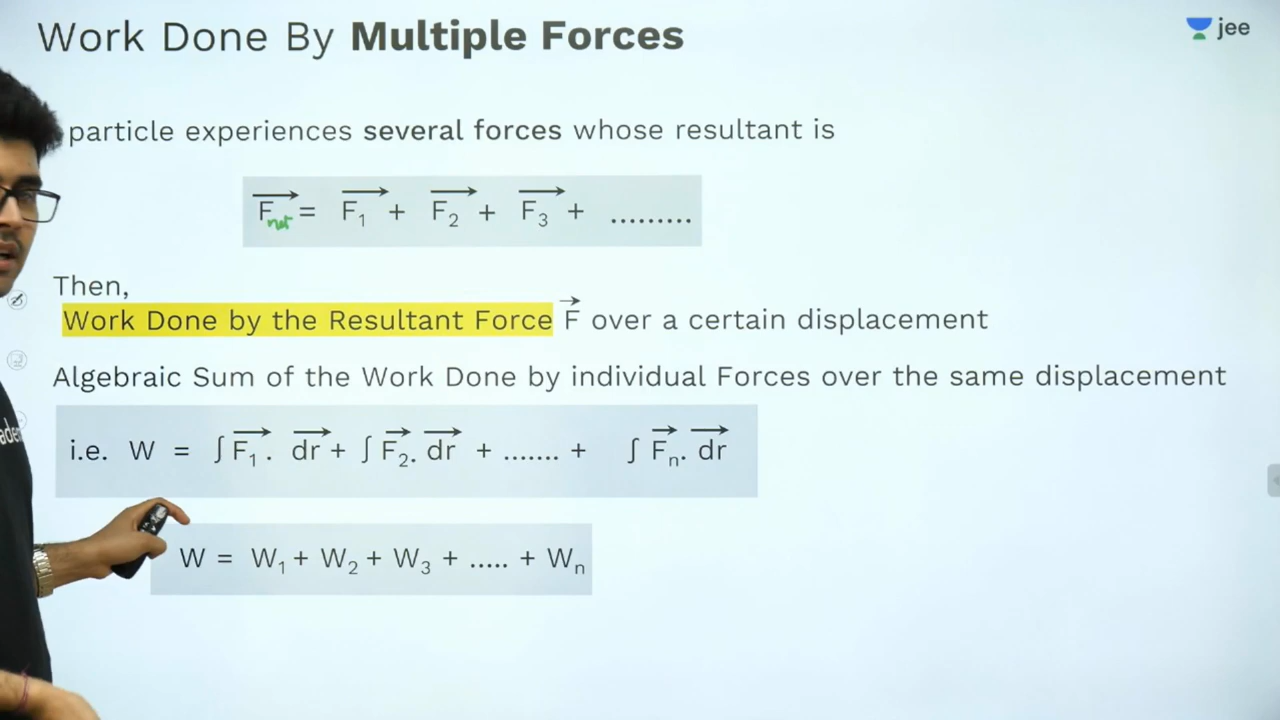 Work Done By Multiple Forces
jee
particle experiences several forces whose resultant is
F⃗net = F⃗₁ + F⃗₂ + F⃗₃ + .........
Then,
Work Done by the Resultant Force F⃗ over a certain displacement
Algebraic Sum of the Work Done by individual Forces over the same displacement
i.e. W = ∫F⃗₁. dr⃗ + ∫F⃗₂. dr⃗ + ....... + ∫F⃗ₙ. dr⃗
W = W₁ + W₂ + W₃ + ..... + Wₙ